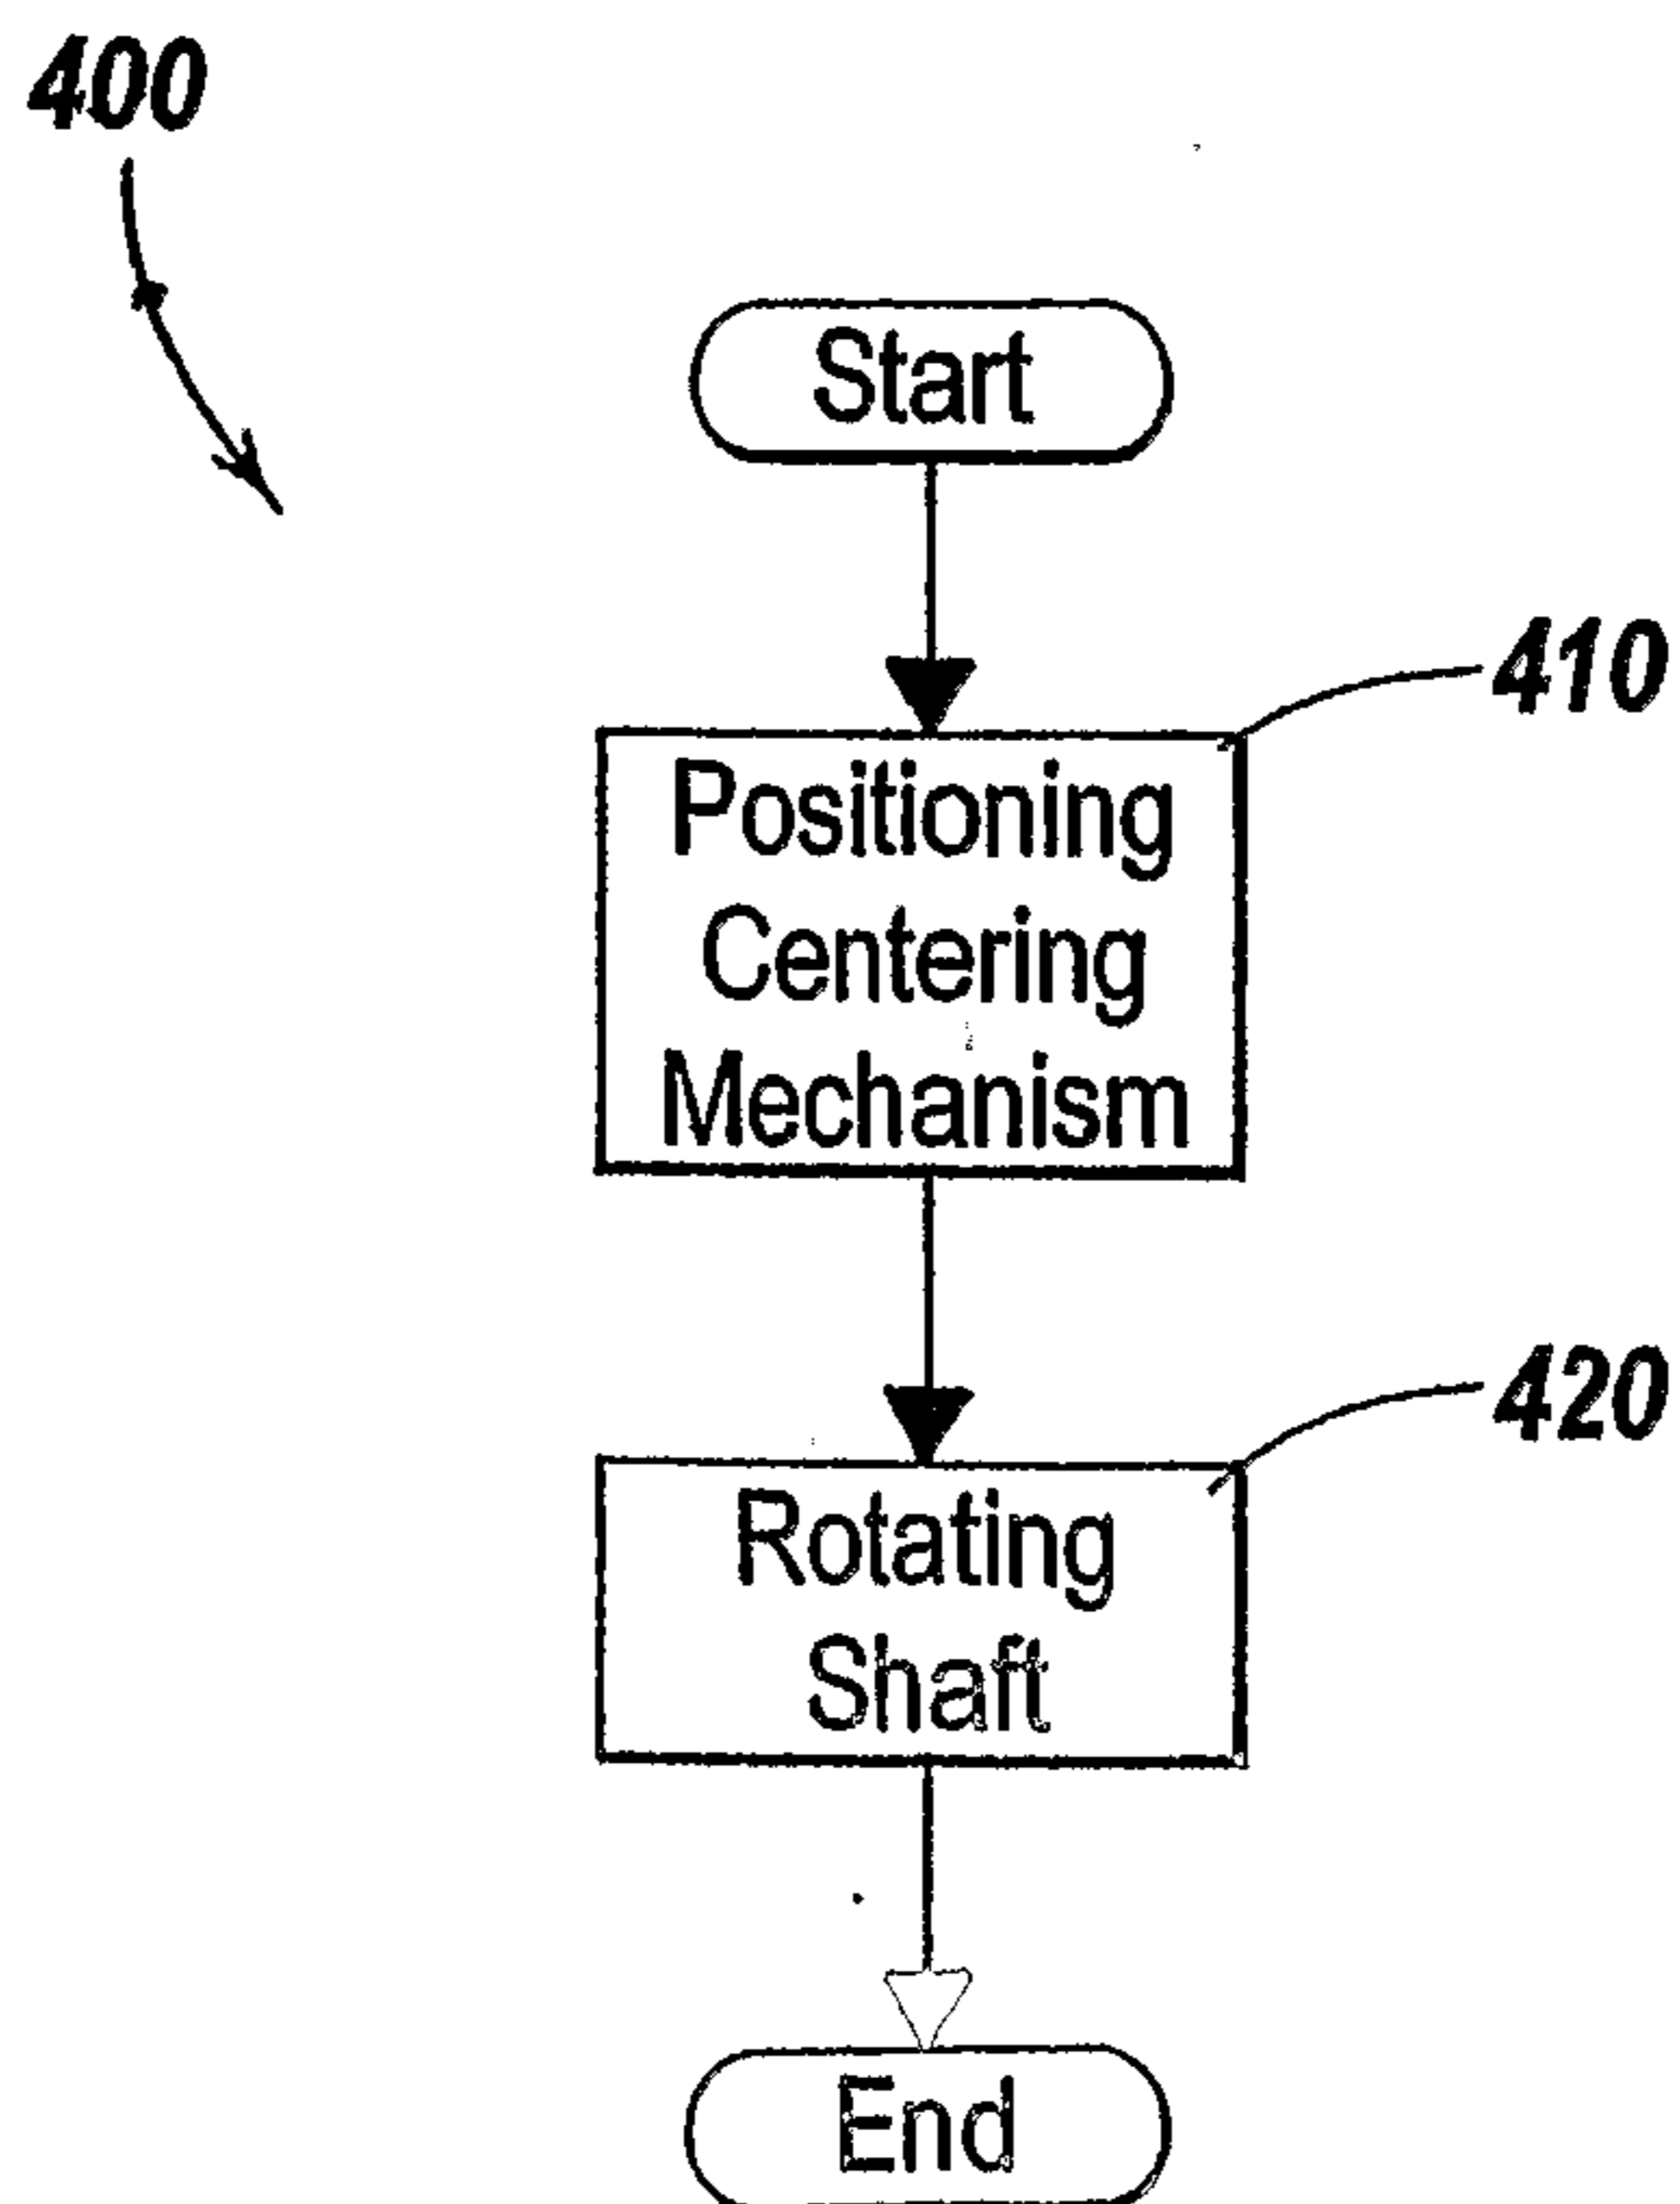 400
Start
410
Positioning
Centering
Mechanism
420
Rotating
Shaft
End